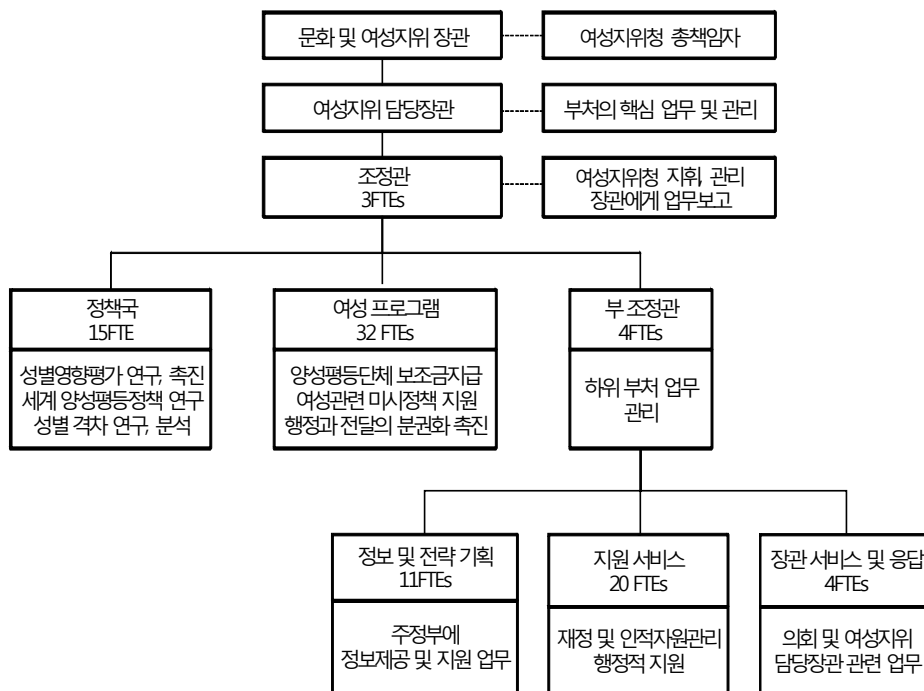 문화 및 여성지위 장관
여성지위청 총책임자
여성지위 담당장관
부처의 핵심 업무 및 관리
조정관
3FTEs
여성지위청 지휘, 관리
장관에게 업무보고
정책국
15FTE
성별영향평가 연구, 촉진
세계 양성평등정책 연구
성별 격차 연구, 분석
여성 프로그램
32 FTEs
양성평등단체 보조금지급
여성관련 미시정책 지원
행정과 전달의 분권화 촉진
부 조정관
4FTEs
하위 부처 업무
관리
정보 및 전략 기획
11FTEs
주정부에
정보제공 및 지원 업무
지원 서비스
20 FTEs
재정 및 인적자원관리
행정적 지원
장관 서비스 및 응답
4FTEs
의회 및 여성지위
담당장관 관련 업무